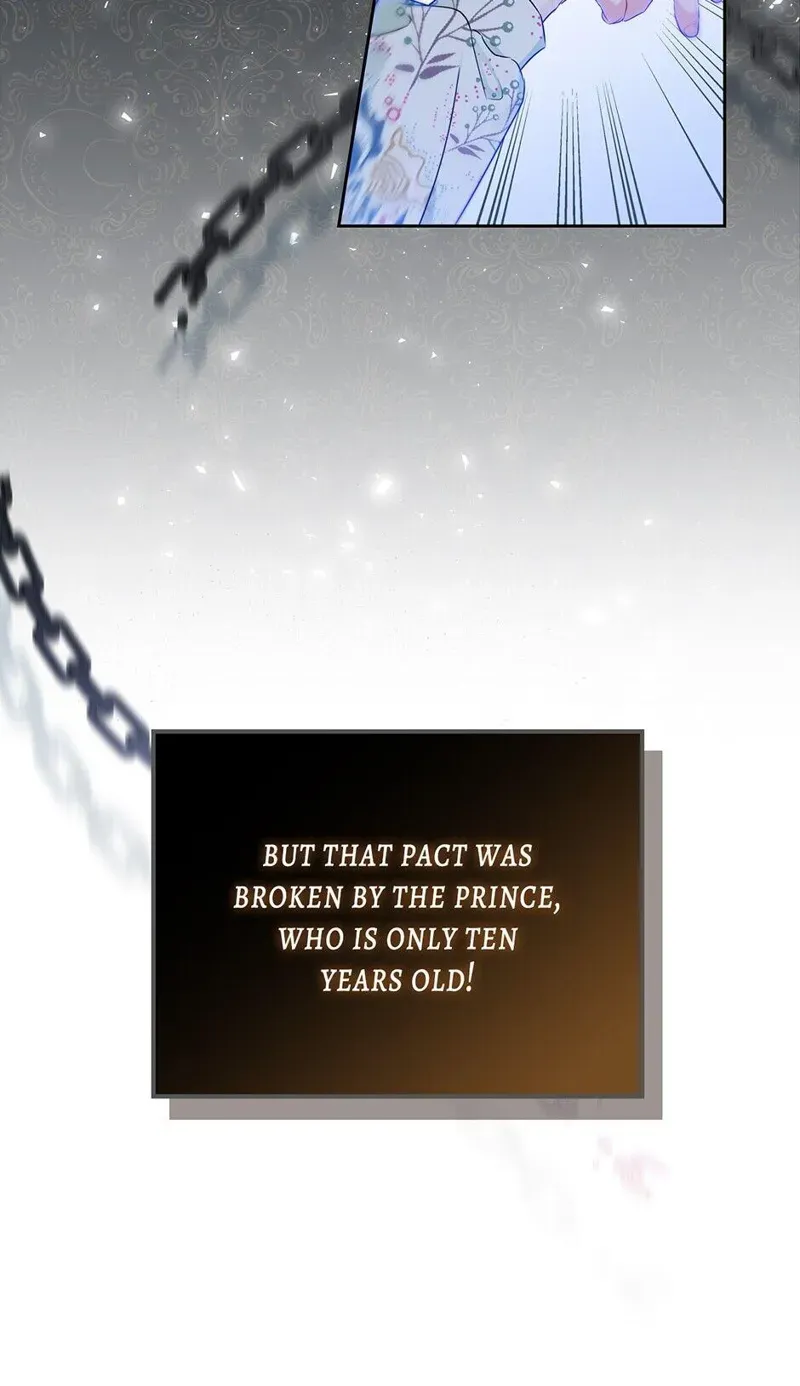 BUT THAT PACT WAS
BROKEN BY THE PRINCE,
WHO IS ONLY TEN
YEARS OLD!